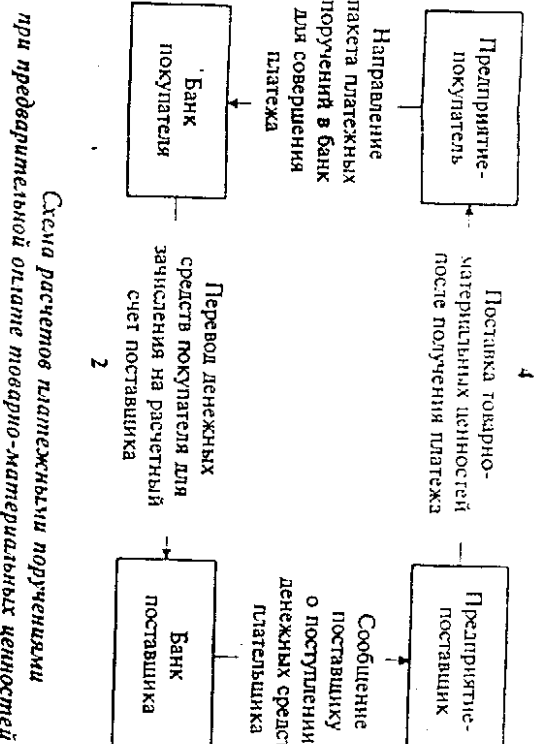 4
Предприятие-
покупатель
Поставка товарно-
материальных ценностей
после получения платежа
Предприятие-
поставщик
Направление
пакета платежных
поручений в банк
для совершения
платежа
Сообщение
поставщику
о поступлении
денежных средст
плательщика
Банк
покупателя
Перевод денежных
средств покупателя для
зачисления на расчетный
счет поставщика
2
Банк
поставщика
Схема расчетов платежными поручениями
при предварительной оплате товарно-материальных ценностей